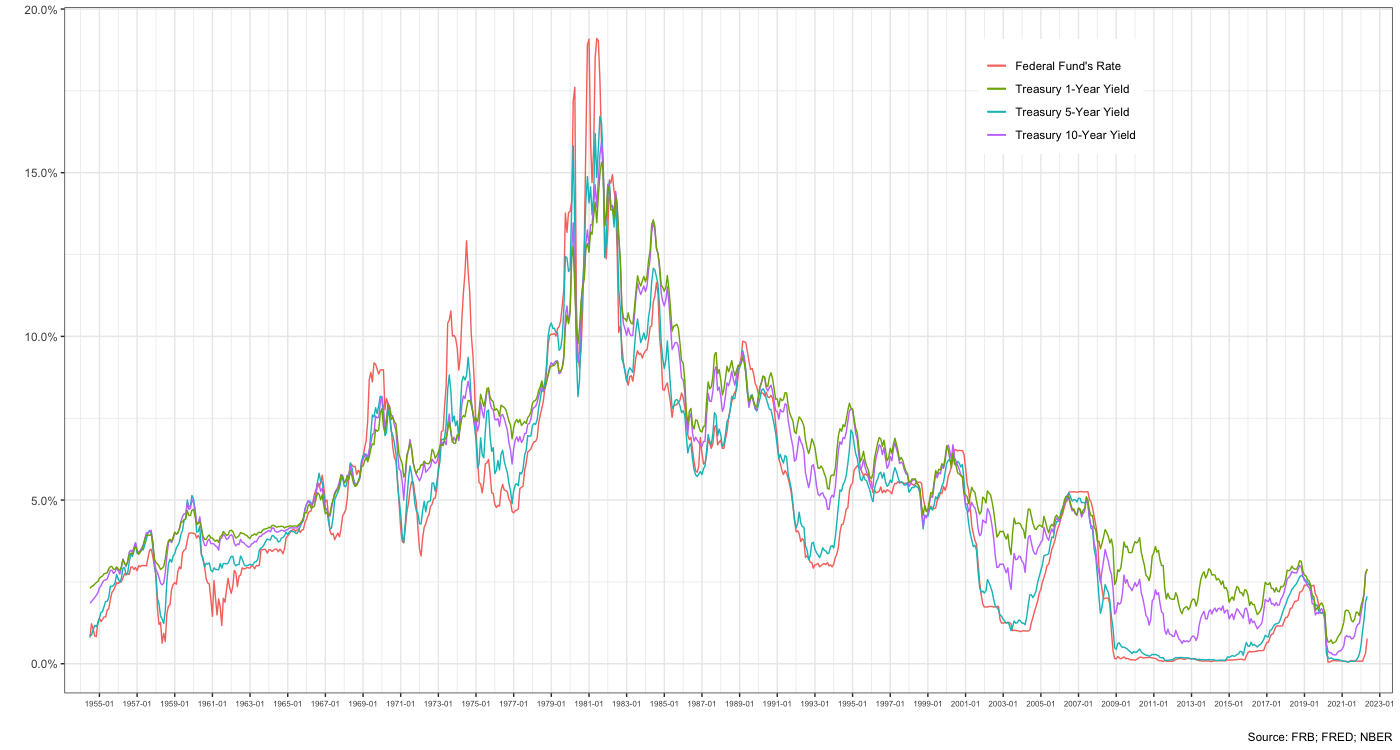 20.0%
15.0%
10.0%
5.0%
0.0%
Federal Fund's Rate
Treasury 1-Year Yield
Treasury 5-Year Yield
Treasury 10-Year Yield
1955-01 1957-01 1959-01 1961-01 1963-01 1965-01 1967-01 1969-01 1971-01 1973-01 1975-01 1977-01 1979-01 1981-01 1983-01 1985-01 1987-01 1989-01 1991-01 1993-01 1995-01 1997-01 1999-01 2001-01 2003-01 2005-01 2007-01 2009-01 2011-01 2013-01 2015-01 2017-01 2019-01 2021-01 2023-01
Source: FRB; FRED; NBER